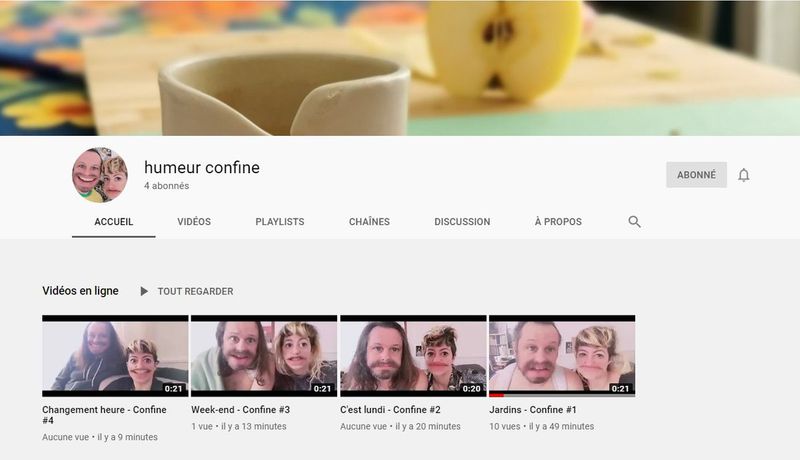 humeur confine
4 abonnés
ABONNÉ
ACCUEIL VIDÉOS PLAYLISTS CHAÎNES DISCUSSION À PROPOS
Vidéos en ligne TOUT REGARDER
0:21 0:21 0:20 0:21
Changement heure - Confine
#4
Aucune vue • il y a 9 minutes
Week-end - Confine #3
1 vue • il y a 13 minutes
C'est lundi - Confine #2
Aucune vue • il y a 20 minutes
Jardins - Confine #1
10 vues • il y a 49 minutes